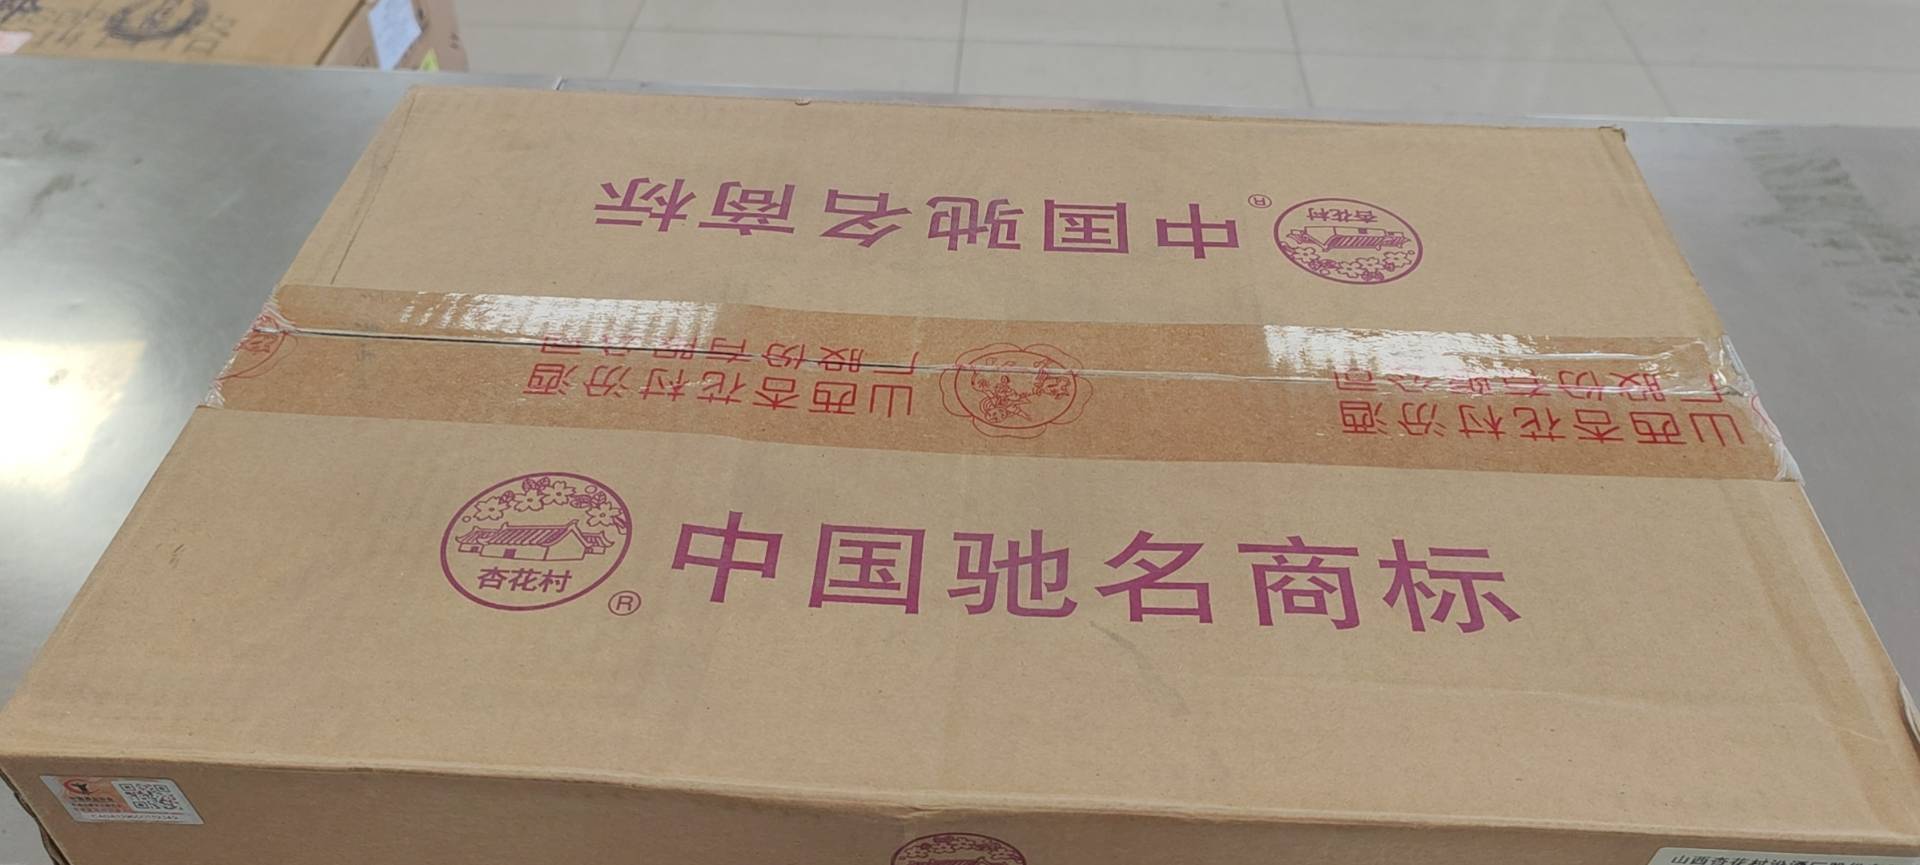 中国驰名商标
®
杏花村
山西杏花村汾酒
厂股份有限公司
山西杏花村汾酒
厂股份有限公司
杏花村
®
中国驰名商标